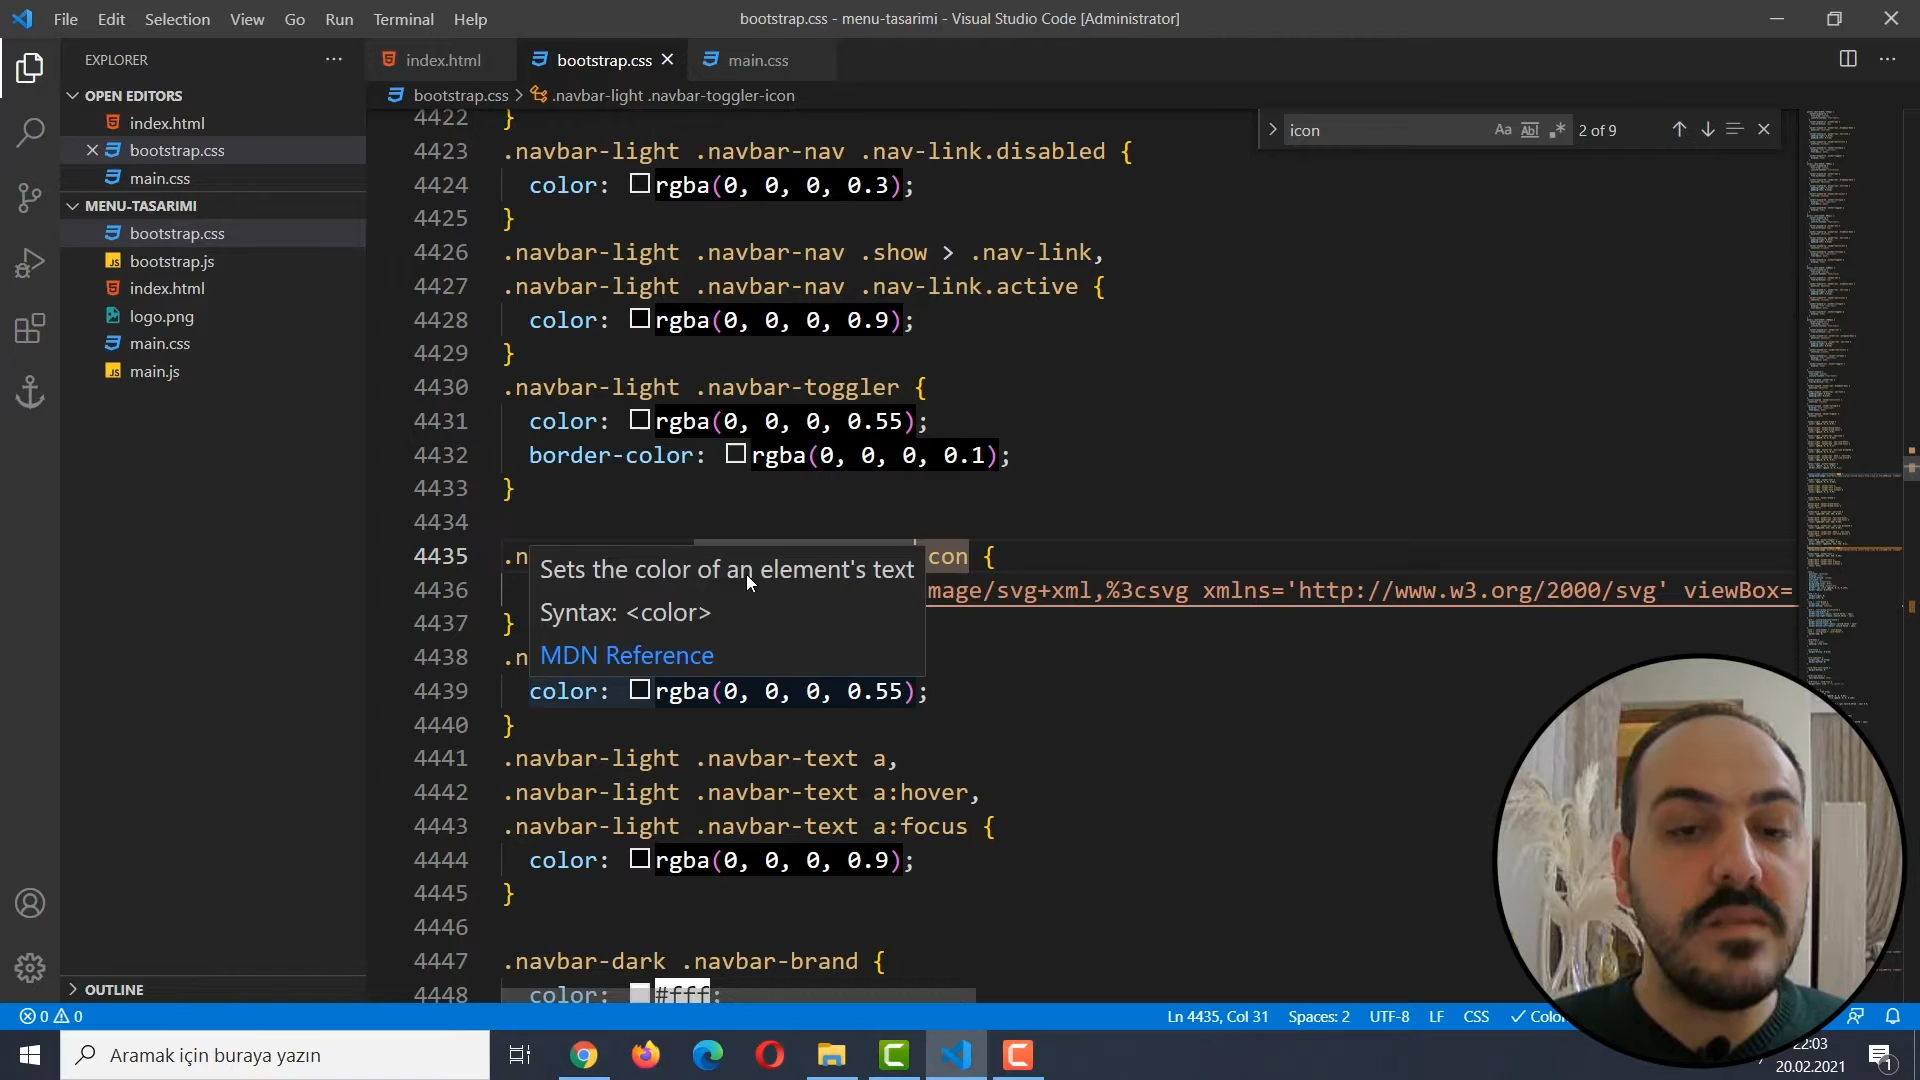 File Edit Selection View Go Run Terminal Help
bootstrap.css - menu-tasarimi - Visual Studio Code [Administrator]
EXPLORER
OPEN EDITORS
index.html
bootstrap.css
main.css
MENU-TASARIMI
bootstrap.css
bootstrap.js
index.html
logo.png
main.css
main.js
OUTLINE
index.html bootstrap.css main.css
bootstrap.css > .navbar-light .navbar-toggler-icon
icon Aa Abl .* 2 of 9
4422 }
4423 .navbar-light .navbar-nav .nav-link.disabled {
4424 color: rgba(0, 0, 0, 0.3);
4425 }
4426 .navbar-light .navbar-nav .show > .nav-link,
4427 .navbar-light .navbar-nav .nav-link.active {
4428 color: rgba(0, 0, 0, 0.9);
4429 }
4430 .navbar-light .navbar-toggler {
4431 color: rgba(0, 0, 0, 0.55);
4432 border-color: rgba(0, 0, 0, 0.1);
4433 }
4434
4435 .n con {
4436 mage/svg+xml,%3csvg xmlns='http://www.w3.org/2000/svg' viewBox=
4437 }
4438 .n
Sets the color of an element's text
Syntax: <color>
MDN Reference
4439 color: rgba(0, 0, 0, 0.55);
4440 }
4441 .navbar-light .navbar-text a,
4442 .navbar-light .navbar-text a:hover,
4443 .navbar-light .navbar-text a:focus {
4444 color: rgba(0, 0, 0, 0.9);
4445 }
4446
4447 .navbar-dark .navbar-brand {
4448 color: #fff;
0 0 Ln 4435, Col 31 Spaces: 2 UTF-8 LF CSS Colo
Aramak için buraya yazın
22:03
20.02.2021
1